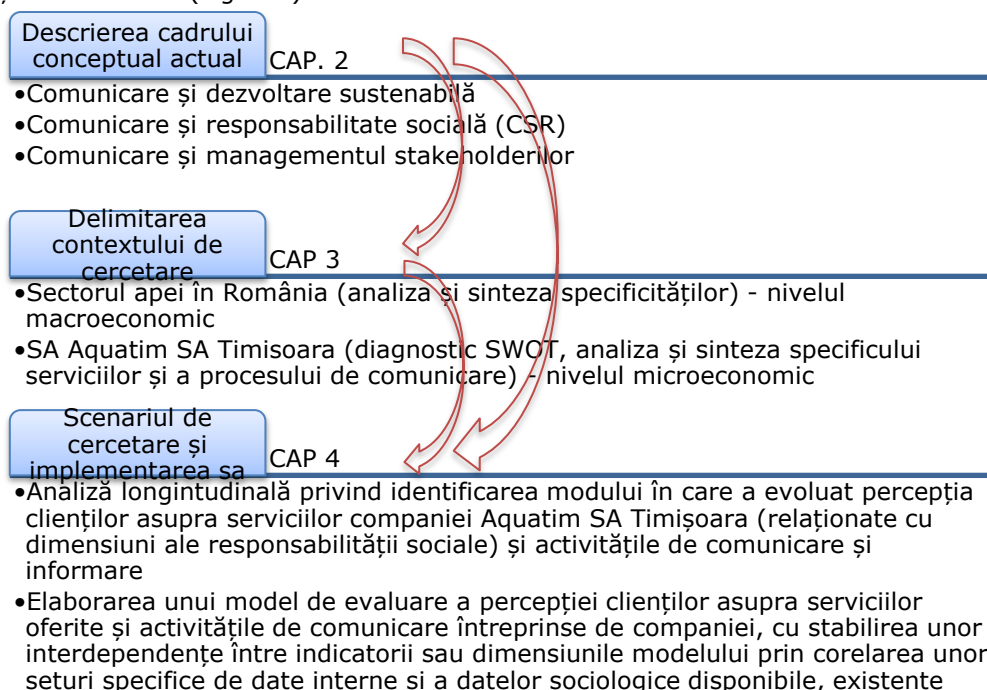 Descrierea cadrului
conceptual actual
CAP. 2
•Comunicare și dezvoltare sustenabilă
•Comunicare și responsabilitate socială (CSR)
•Comunicare și managementul stakeholderilor
Delimitarea
contextului de
cercetare
CAP 3
•Sectorul apei în România (analiza și sinteza specificităților) - nivelul
macroeconomic
•SA Aquatim SA Timisoara (diagnostic SWOT, analiza și sinteza specificului
serviciilor și a procesului de comunicare) - nivelul microeconomic
Scenariul de
cercetare și
implementarea sa
CAP 4
•Analiză longintudinală privind identificarea modului în care a evoluat percepția
clienților asupra serviciilor companiei Aquatim SA Timișoara (relaționate cu
dimensiuni ale responsabilității sociale) și activitățile de comunicare și
informare
•Elaborarea unui model de evaluare a percepției clienților asupra serviciilor
oferite și activitățile de comunicare întreprinse de companiei, cu stabilirea unor
interdependențe între indicatorii sau dimensiunile modelului prin corelarea unor
seturi specifice de date interne și a datelor sociologice disponibile, existente